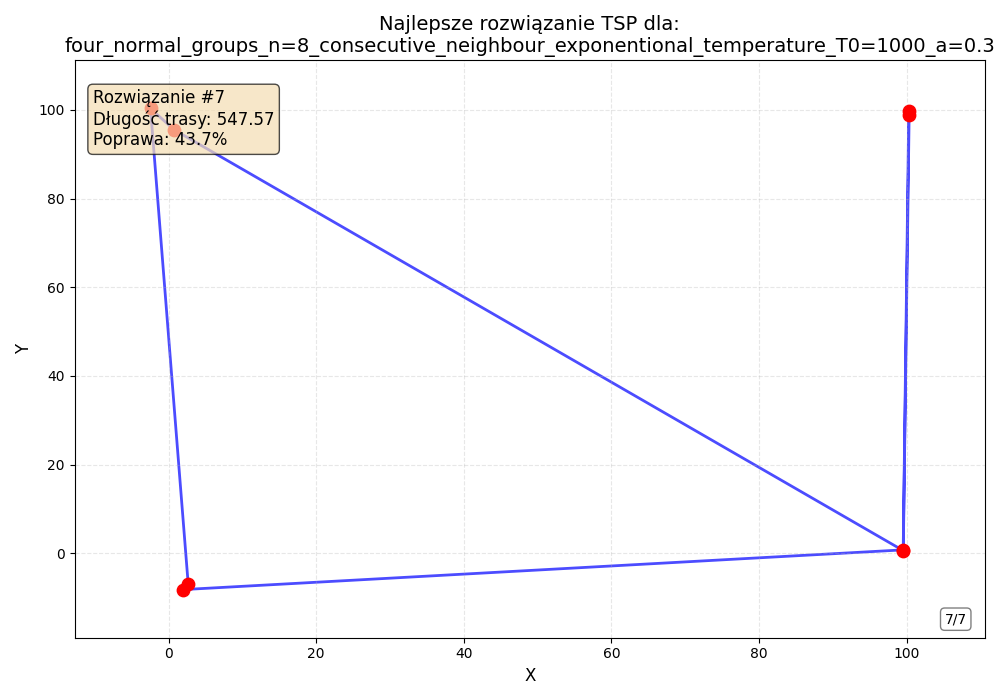 Najlepsze rozwiązanie TSP dla:
four_normal_groups_n=8_consecutive_neighbour_exponentional_temperature_T0=1000_a=0.3
Rozwiązanie #7
Długość trasy: 547.57
Poprawa: 43.7%
Y
100
80
60
40
20
0
7/7
0 20 40 60 80 100
X